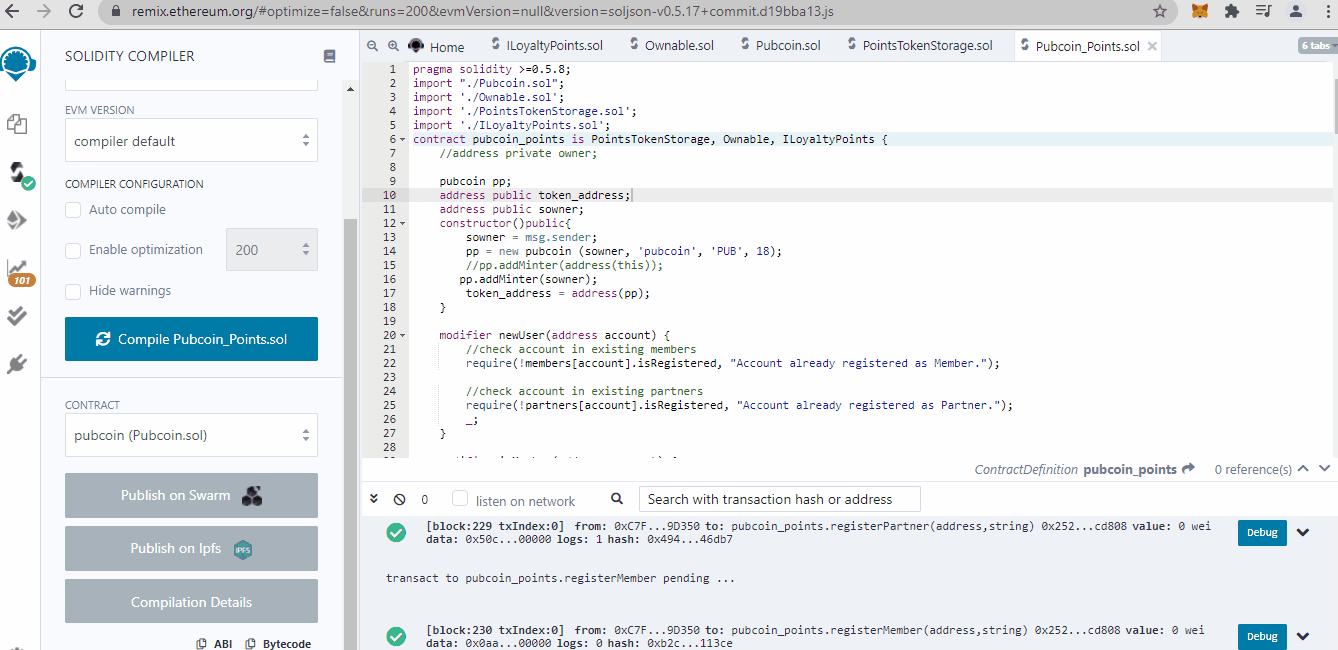 remix.ethereum.org/#optimize=false&runs=200&evmVersion=null&version=soljson-v0.5.17+commit.d19bba13.js
SOLIDITY COMPILER
EVM VERSION
compiler default
COMPILER CONFIGURATION
Auto compile
Enable optimization
200
Hide warnings
Compile Pubcoin_Points.sol
CONTRACT
pubcoin (Pubcoin.sol)
Publish on Swarm
Publish on Ipfs
IPFS
Compilation Details
ABI
Bytecode
101
Home
ILoyaltyPoints.sol
Ownable.sol
Pubcoin.sol
PointsTokenStorage.sol
Pubcoin_Points.sol
6 tabs
1 pragma solidity >=0.5.8;
2 import "./Pubcoin.sol";
3 import './Ownable.sol';
4 import './PointsTokenStorage.sol';
5 import './ILoyaltyPoints.sol';
6 contract pubcoin_points is PointsTokenStorage, Ownable, ILoyaltyPoints {
7 //address private owner;
8
9 pubcoin pp;
10 address public token_address;
11 address public sowner;
12 constructor()public{
13 sowner = msg.sender;
14 pp = new pubcoin (sowner, 'pubcoin', 'PUB', 18);
15 //pp.addMinter(address(this));
16 pp.addMinter(sowner);
17 token_address = address(pp);
18 }
19
20 modifier newUser(address account) {
21 //check account in existing members
22 require(!members[account].isRegistered, "Account already registered as Member.");
23
24 //check account in existing partners
25 require(!partners[account].isRegistered, "Account already registered as Partner.");
26 _;
27 }
28
ContractDefinition pubcoin_points
0 reference(s)
0
listen on network
Search with transaction hash or address
[block:229 txIndex:0] from: 0xC7F...9D350 to: pubcoin_points.registerPartner(address,string) 0x252...cd808 value: 0 wei
data: 0x50c...00000 logs: 1 hash: 0x494...46db7
Debug
transact to pubcoin_points.registerMember pending ...
[block:230 txIndex:0] from: 0xC7F...9D350 to: pubcoin_points.registerMember(address,string) 0x252...cd808 value: 0 wei
data: 0x0aa...00000 logs: 0 hash: 0xb2c...113ce
Debug